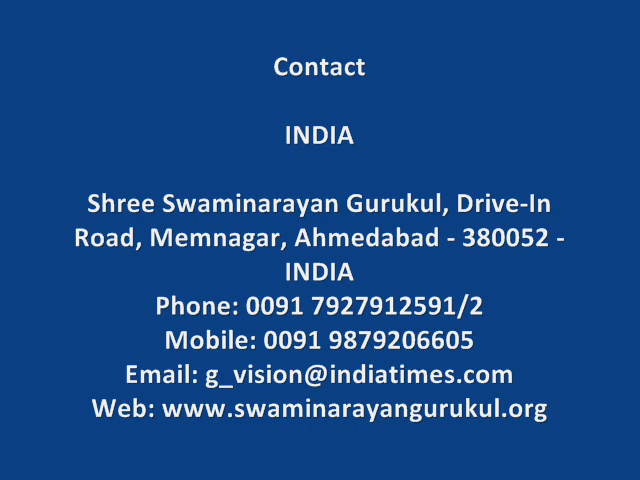 Contact
INDIA
Shree Swaminarayan Gurukul, Drive-In
Road, Memnagar, Ahmedabad - 380052 -
INDIA
Phone: 0091 7927912591/2
Mobile: 0091 9879206605
Email: g_vision@indiatimes.com
Web: www.swaminarayangurukul.org